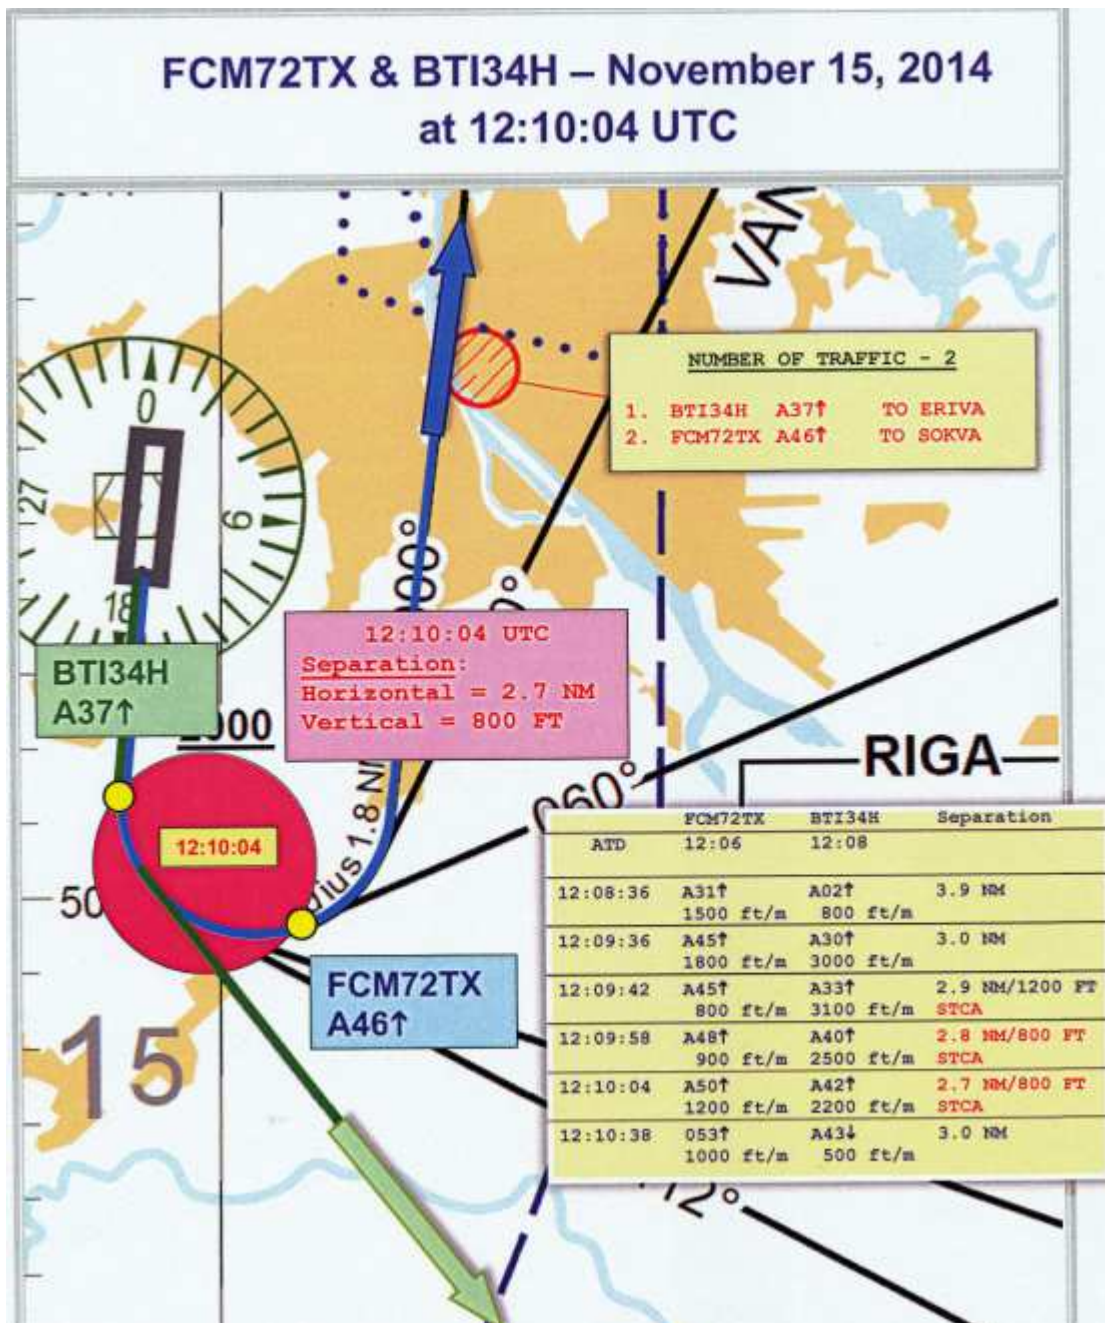 FCM72TX & BTI34H – November 15, 2014
at 12:10:04 UTC
NUMBER OF TRAFFIC - 2
1. BTI34H A37↑ TO ERIVA
2. FCM72TX A46↑ TO SOKVA
0
27
9
18
12:10:04 UTC
Separation:
Horizontal = 2.7 NM
Vertical = 800 FT
BTI34H
A37↑
RIGA
060°
12:10:04
50
15
FCM72TX
A46↑
FCM72TX BTI34H Separation
ATD 12:06 12:08
12:08:36 A31↑ A02↑ 3.9 NM
1500 ft/m 800 ft/m
12:09:36 A45↑ A30↑ 3.0 NM
1800 ft/m 3000 ft/m
12:09:42 A45↑ A33↑ 2.9 NM/1200 FT
800 ft/m 3100 ft/m STCA
12:09:58 A48↑ A40↑ 2.8 NM/800 FT
900 ft/m 2500 ft/m STCA
12:10:04 A50↑ A42↑ 2.7 NM/800 FT
1200 ft/m 2200 ft/m STCA
12:10:38 053↑ A43↓ 3.0 NM
1000 ft/m 500 ft/m